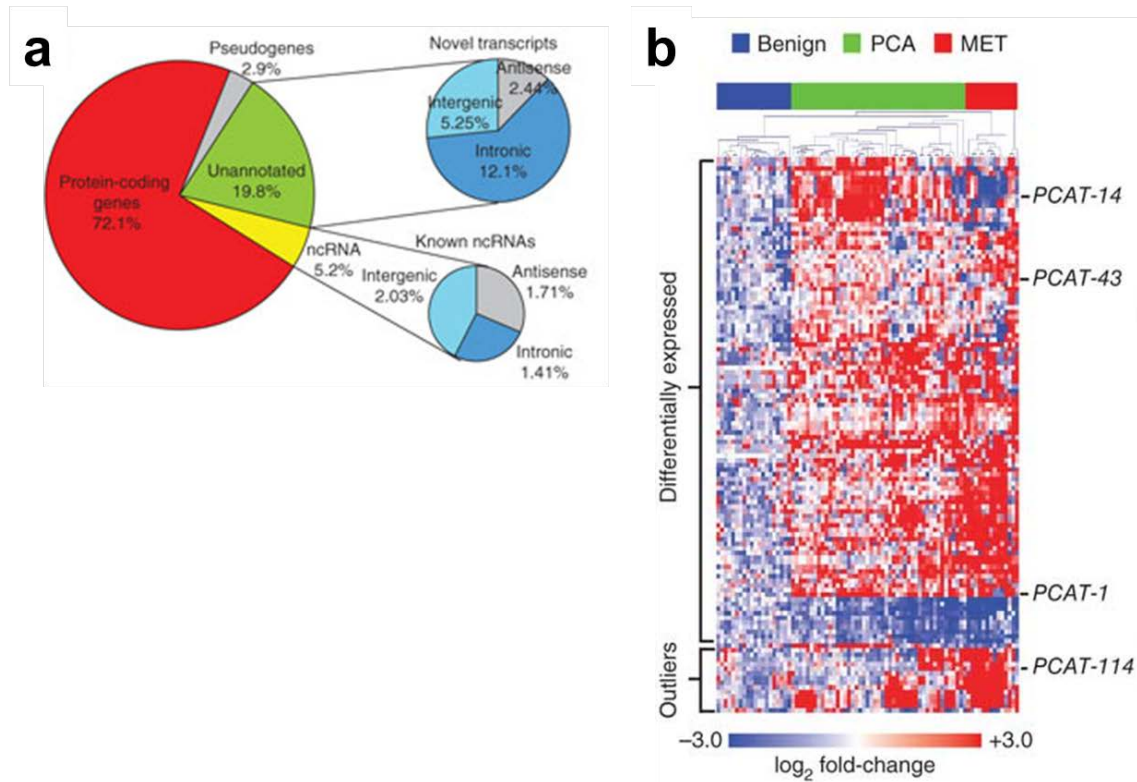 a
Pseudogenes
2.9%
Protein-coding
genes
72.1%
Unannotated
19.8%
ncRNA
5.2%
Novel transcripts
Antisense
2.44%
Intergenic
5.25%
Intronic
12.1%
Known ncRNAs
Intergenic
2.03%
Antisense
1.71%
Intronic
1.41%
b
Benign PCA MET
Differentially expressed
Outliers
PCAT-14
PCAT-43
PCAT-1
PCAT-114
–3.0 +3.0
log2 fold-change